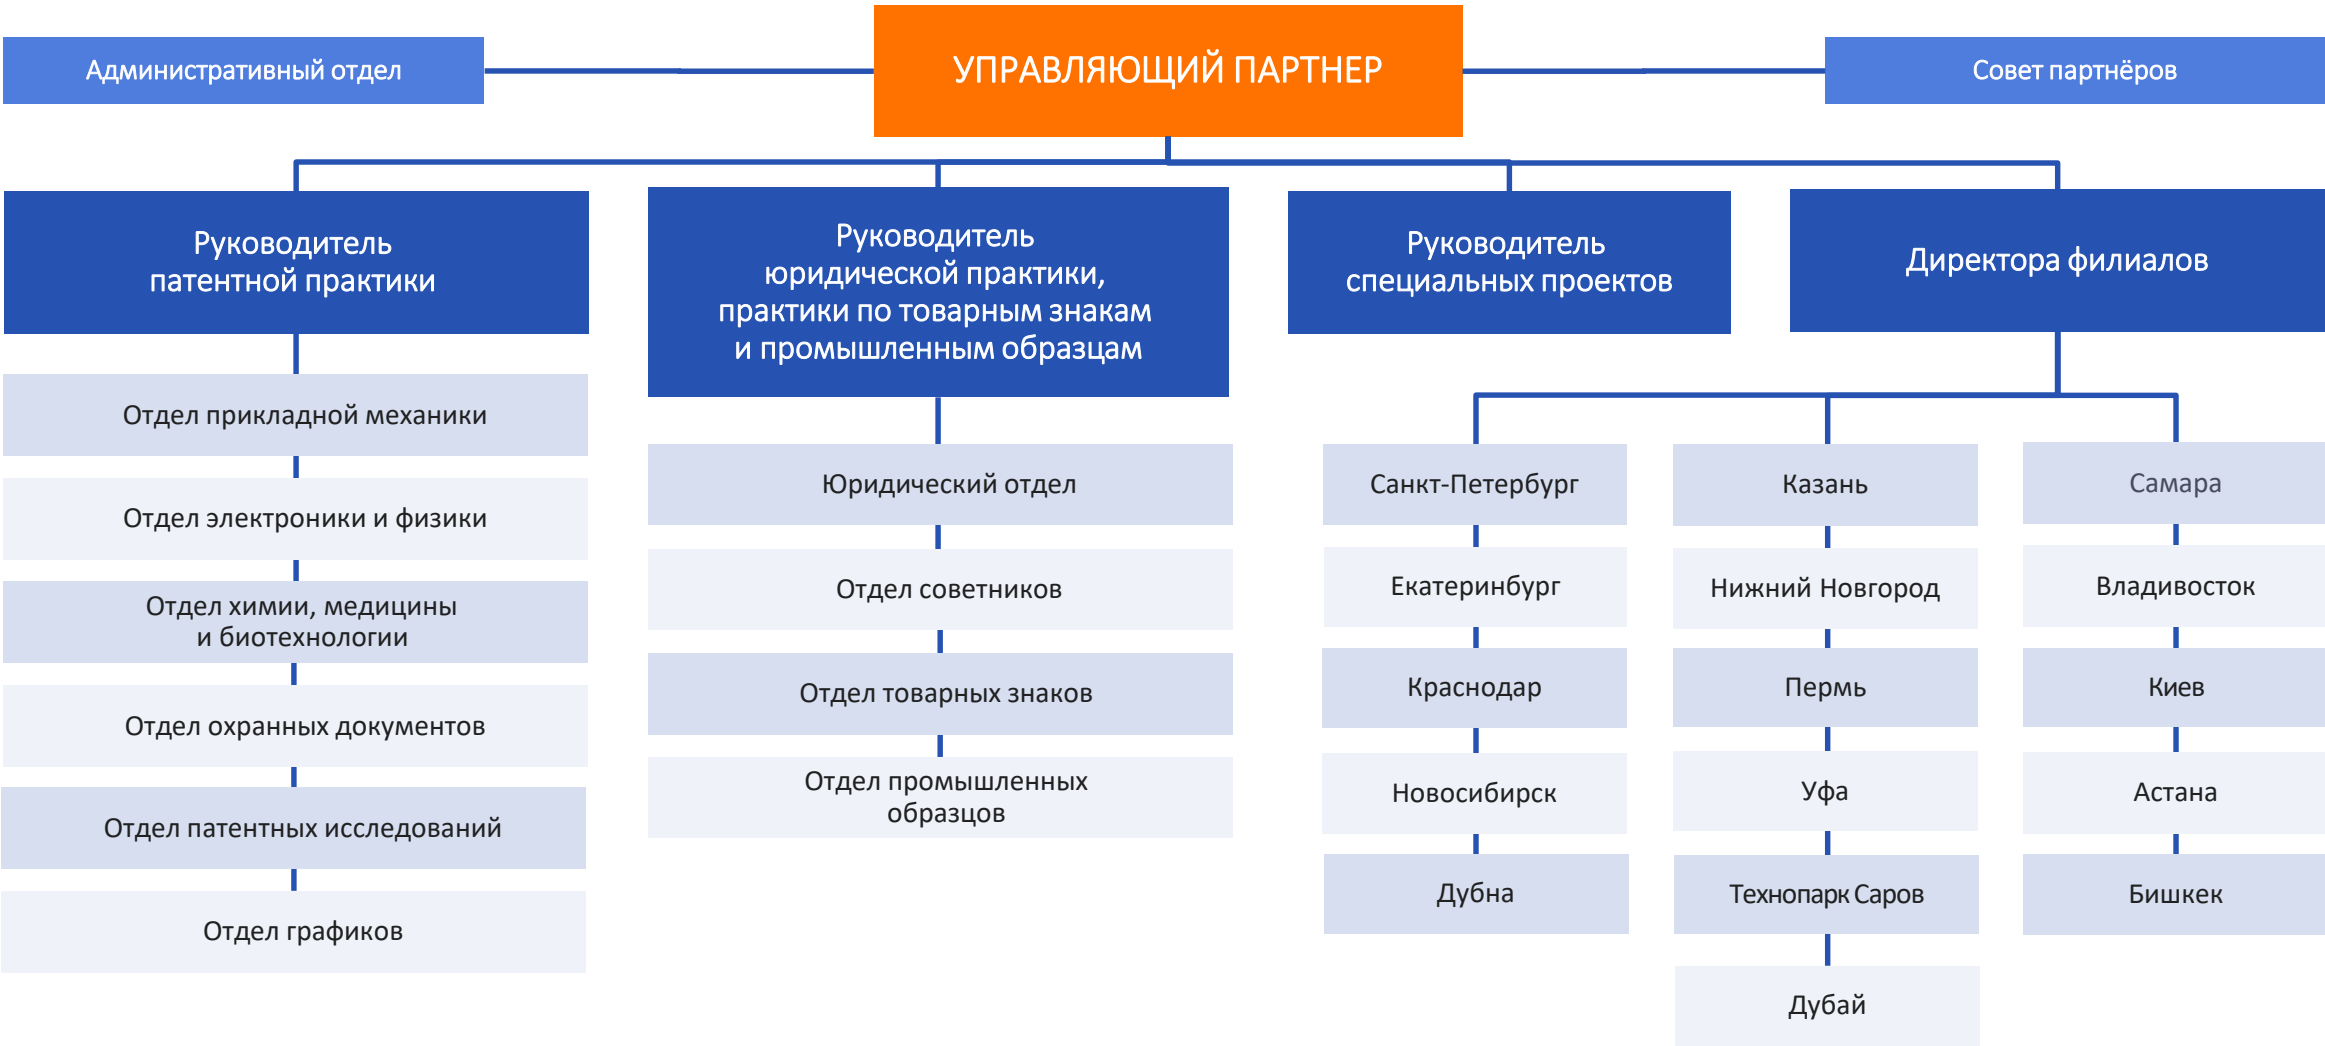 Административный отдел
УПРАВЛЯЮЩИЙ ПАРТНЕР
Совет партнёров
Руководитель
патентной практики
Руководитель
юридической практики,
практики по товарным знакам
и промышленным образцам
Руководитель
специальных проектов
Директора филиалов
Отдел прикладной механики
Отдел электроники и физики
Отдел химии, медицины
и биотехнологии
Отдел охранных документов
Отдел патентных исследований
Отдел графиков
Юридический отдел
Отдел советников
Отдел товарных знаков
Отдел промышленных
образцов
Санкт-Петербург
Екатеринбург
Краснодар
Новосибирск
Дубна
Казань
Нижний Новгород
Пермь
Уфа
Технопарк Саров
Дубай
Самара
Владивосток
Киев
Астана
Бишкек